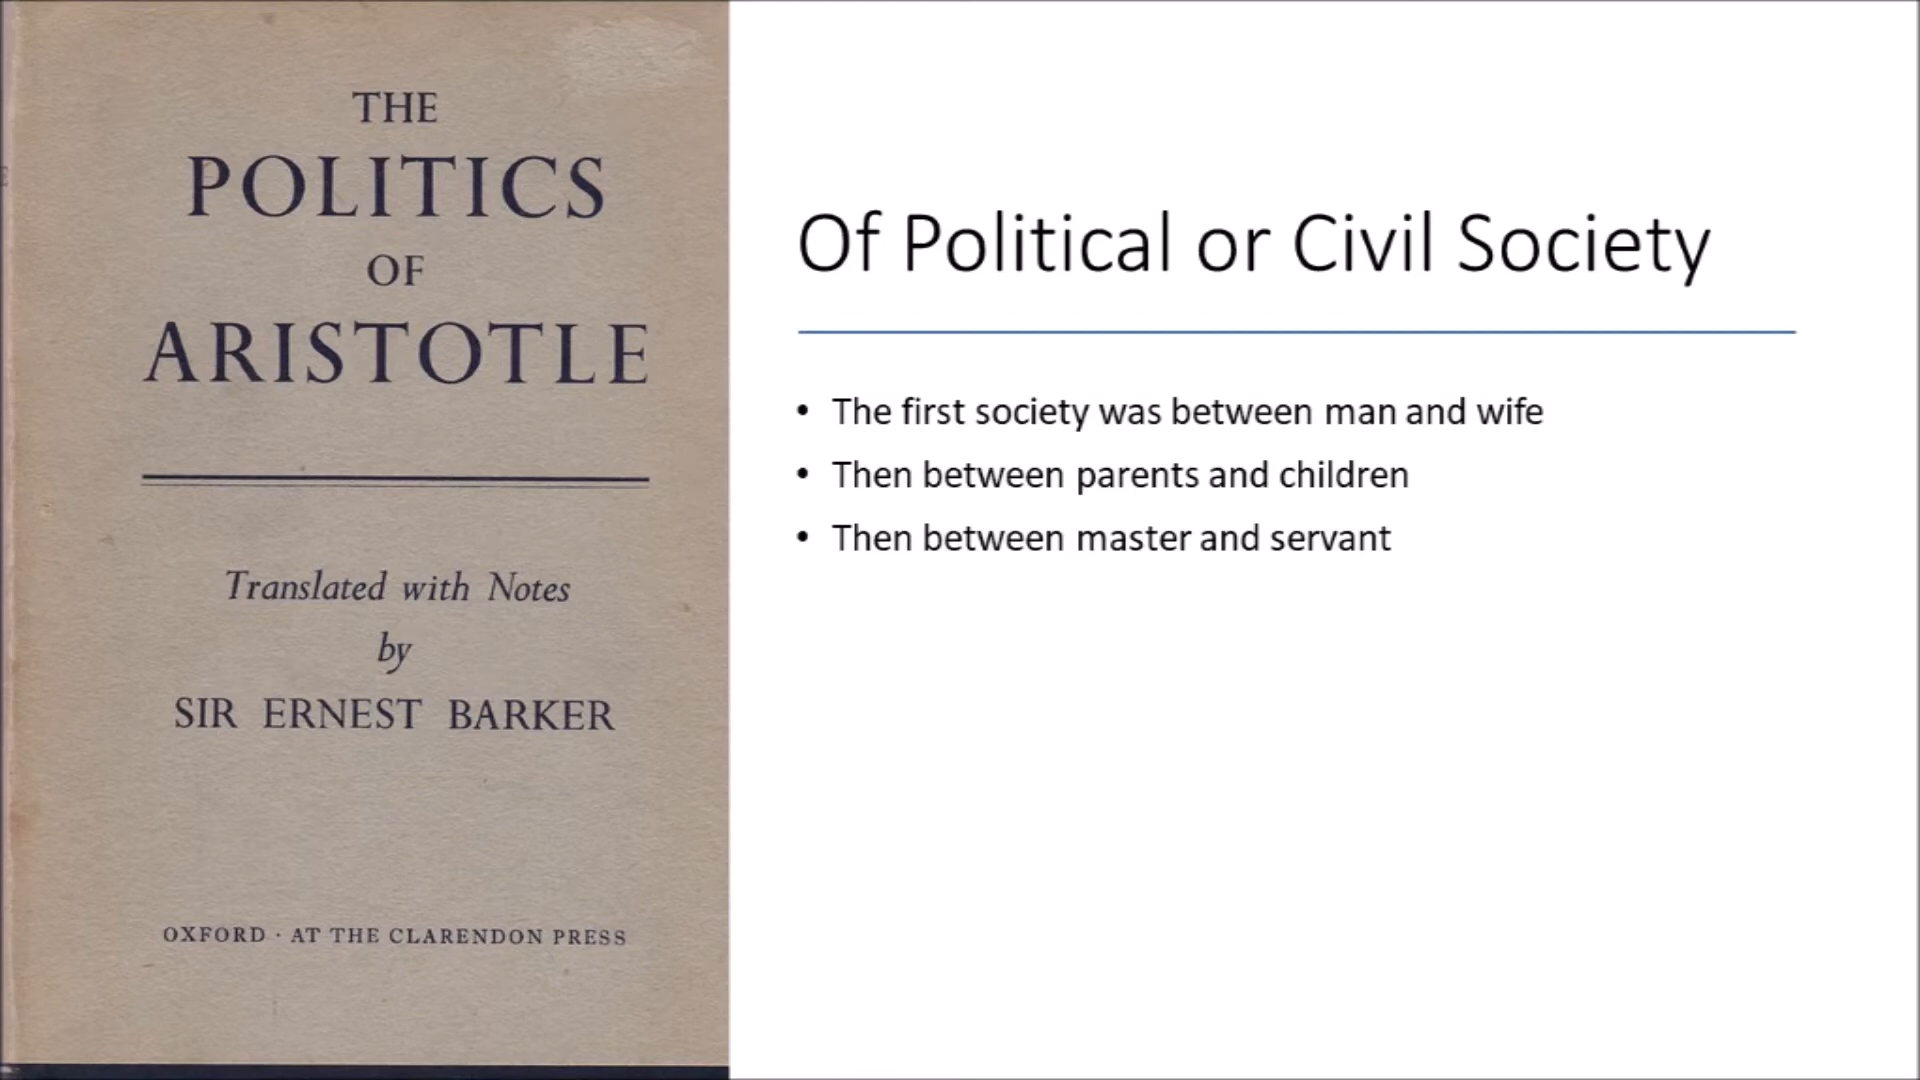 THE
POLITICS
OF
ARISTOTLE
Translated with Notes
by
SIR ERNEST BARKER
OXFORD · AT THE CLARENDON PRESS
Of Political or Civil Society
• The first society was between man and wife
• Then between parents and children
• Then between master and servant